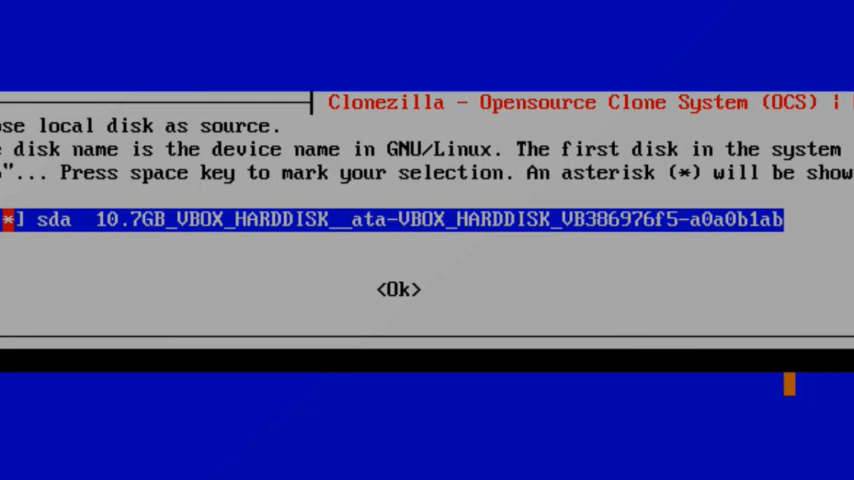 Clonezilla - Opensource Clone System (OCS) |
ose local disk as source.
disk name is the device name in GNU/Linux. The first disk in the system
"... Press space key to mark your selection. An asterisk (*) will be show
*] sda 10.7GB_VBOX_HARDDISK__ata-VBOX_HARDDISK_VB386976f5-a0a0b1ab
<Ok>